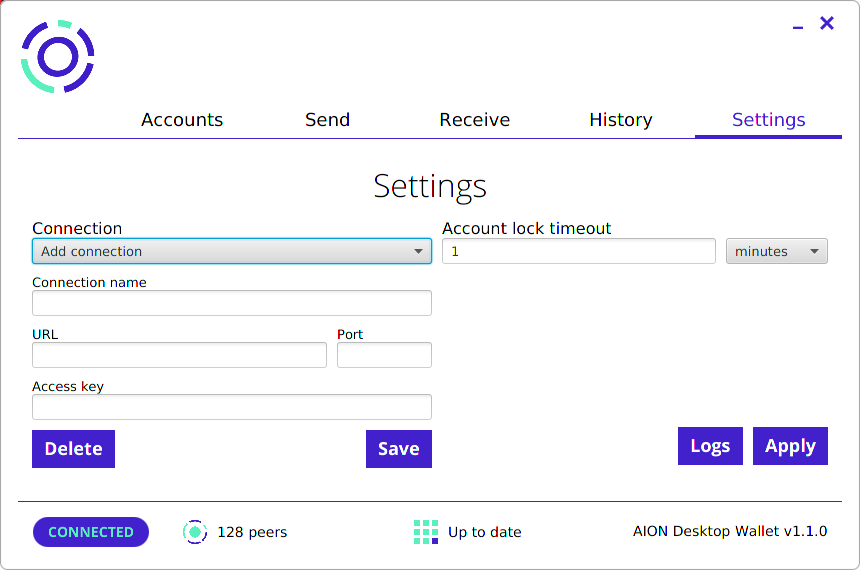 Accounts
Send
Receive
History
Settings
Settings
Connection
Account lock timeout
Add connection
1
minutes
Connection name
URL
Port
Access key
Delete
Save
Logs
Apply
CONNECTED
128 peers
Up to date
AION Desktop Wallet v1.1.0